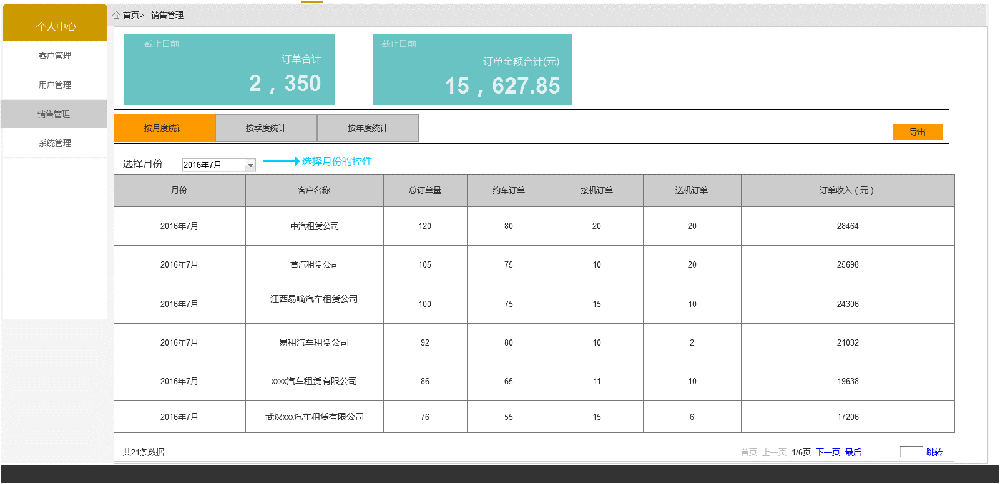 首页> 销售管理
个人中心
客户管理
用户管理
销售管理
系统管理
截止目前
订单合计
2，350
截止目前
订单金额合计(元)
15，627.85
按月度统计 按季度统计 按年度统计
导出
选择月份 2016年7月 选择月份的控件
月份 客户名称 总订单量 约车订单 接机订单 送机订单 订单收入（元）
2016年7月 中汽租赁公司 120 80 20 20 28464
2016年7月 首汽租赁公司 105 75 10 20 25698
2016年7月 江西易嘀汽车租赁公司 100 75 15 10 24306
2016年7月 易租汽车租赁公司 92 80 10 2 21032
2016年7月 xxxx汽车租赁有限公司 86 65 11 10 19638
2016年7月 武汉xxx汽车租赁有限公司 76 55 15 6 17206
共21条数据 首页 上一页 1/6页 下一页 最后 跳转